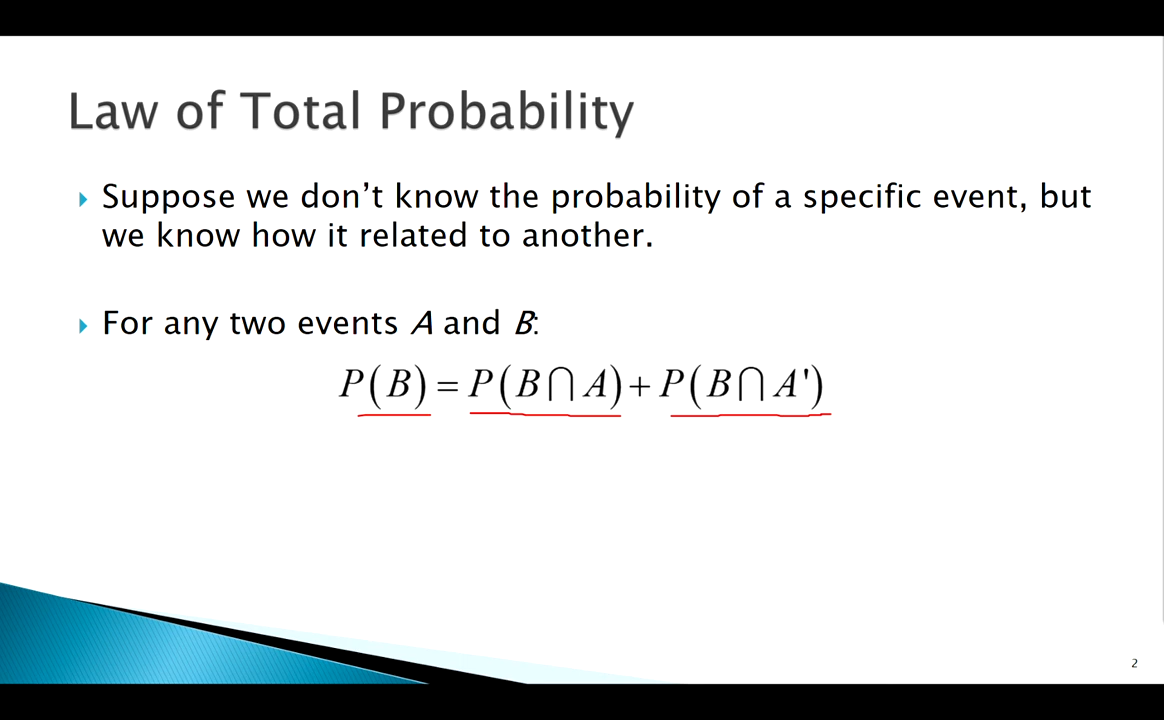 Law of Total Probability
Suppose we don't know the probability of a specific event, but
we know how it related to another.
For any two events A and B:
P(B) = P(B ⋂ A) + P(B ⋂ A')
2